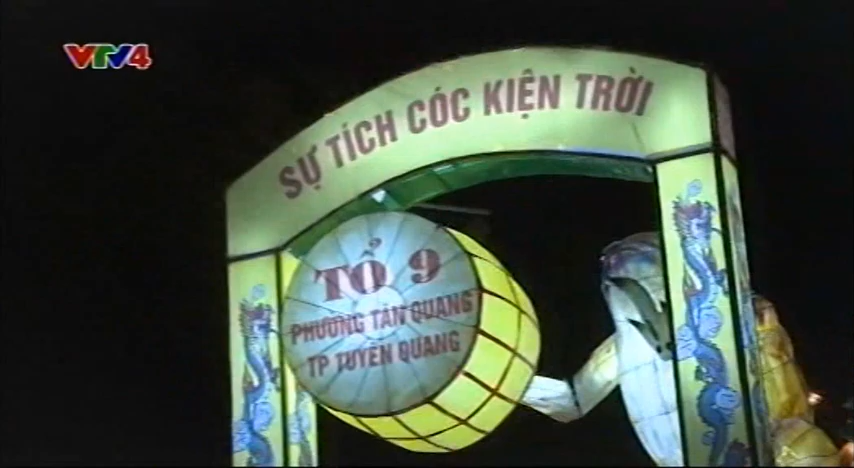 VTV4
SỰ TÍCH CÓC KIỆN TRỜI
TỔ 9
PHƯỜNG TÂN QUANG
TP TUYÊN QUANG